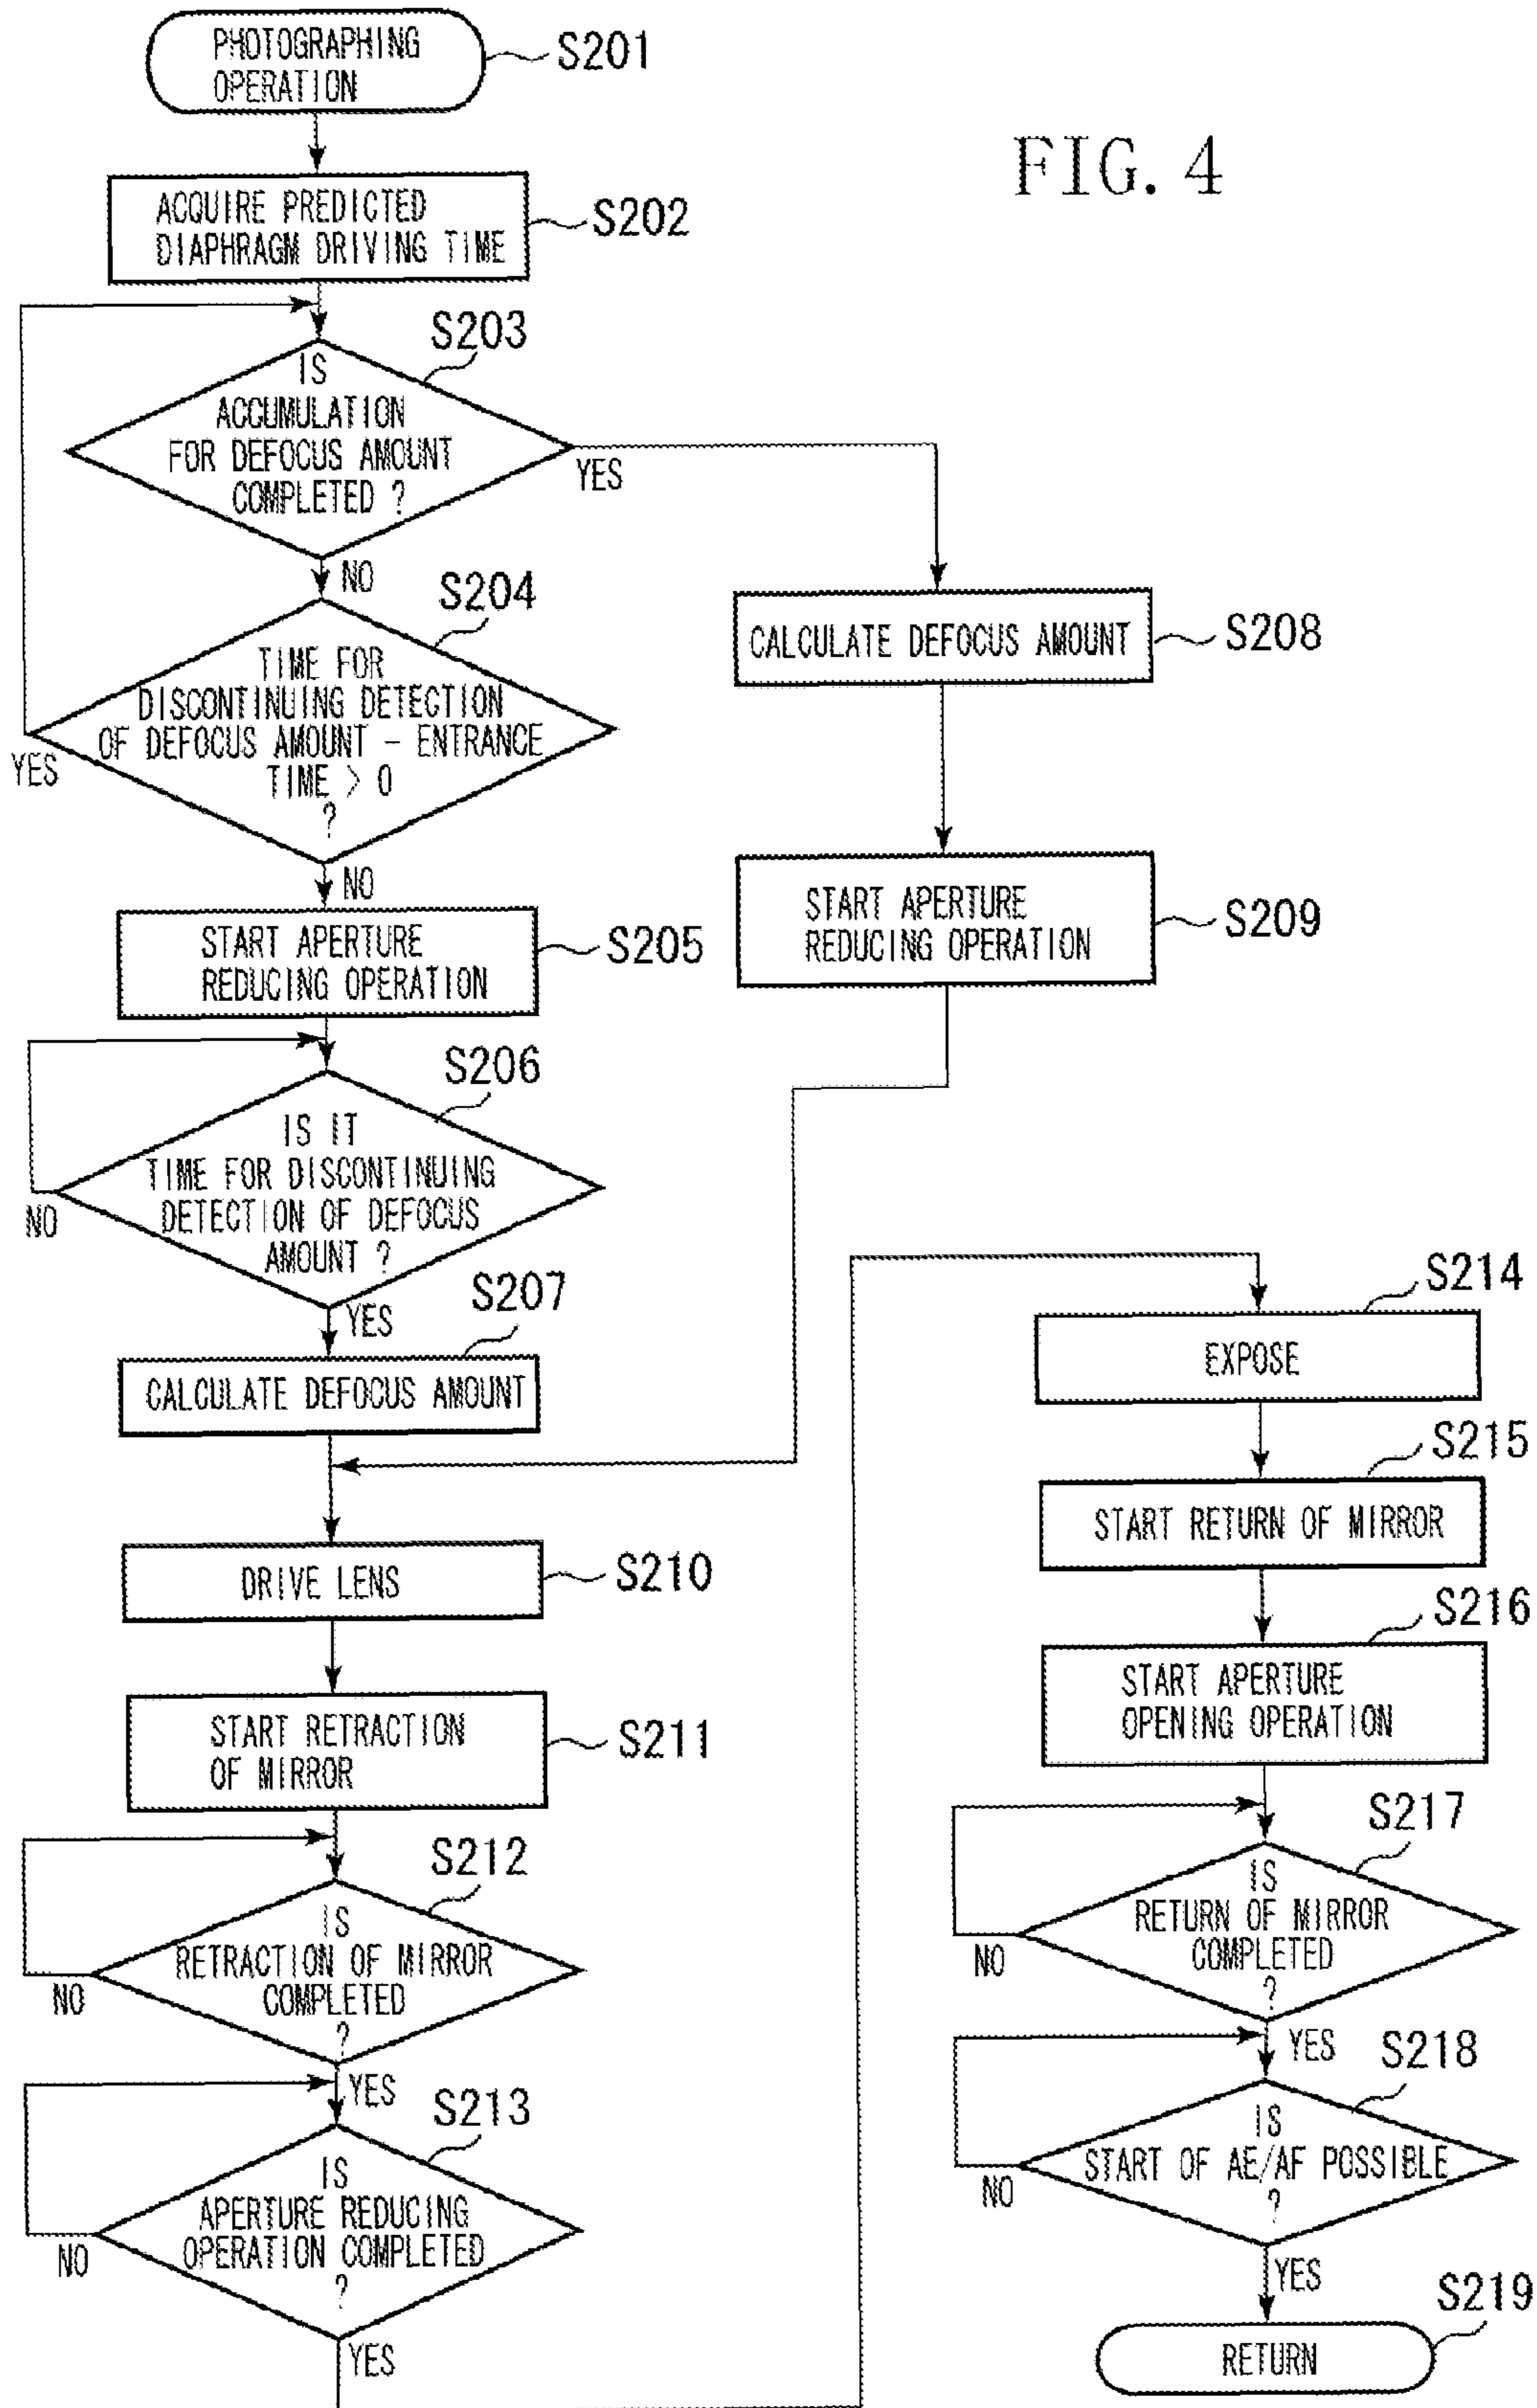 FIG. 4
PHOTOGRAPHING
OPERATION
S201
ACQUIRE PREDICTED
DIAPHRAGM DRIVING TIME
S202
S203
IS
ACCUMULATION
FOR DEFOCUS AMOUNT
COMPLETED ?
YES
NO
S204
TIME FOR
DISCONTINUING DETECTION
OF DEFOCUS AMOUNT - ENTRANCE
TIME > 0
?
YES
NO
START APERTURE
REDUCING OPERATION
S205
S206
IS IT
TIME FOR DISCONTINUING
DETECTION OF DEFOCUS
AMOUNT ?
NO
YES
S207
CALCULATE DEFOCUS AMOUNT
CALCULATE DEFOCUS AMOUNT
S208
START APERTURE
REDUCING OPERATION
S209
DRIVE LENS
S210
START RETRACTION
OF MIRROR
S211
S212
IS
RETRACTION OF MIRROR
COMPLETED
?
NO
YES
S213
IS
APERTURE REDUCING
OPERATION COMPLETED
?
NO
YES
S214
EXPOSE
S215
START RETURN OF MIRROR
S216
START APERTURE
OPENING OPERATION
S217
IS
RETURN OF MIRROR
COMPLETED
?
NO
YES
S218
IS
START OF AE/AF POSSIBLE
?
NO
YES
S219
RETURN